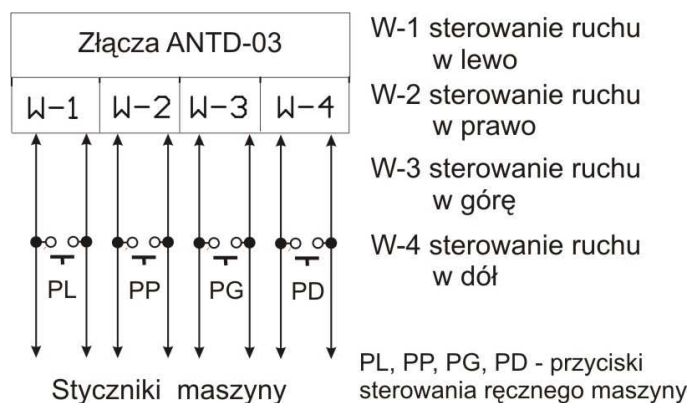 Złącza ANTD-03
W-1 W-2 W-3 W-4
PL PP PG PD
Styczniki maszyny
W-1 sterowanie ruchu
w lewo
W-2 sterowanie ruchu
w prawo
W-3 sterowanie ruchu
w górę
W-4 sterowanie ruchu
w dół
PL, PP, PG, PD - przyciski
sterowania ręcznego maszyny